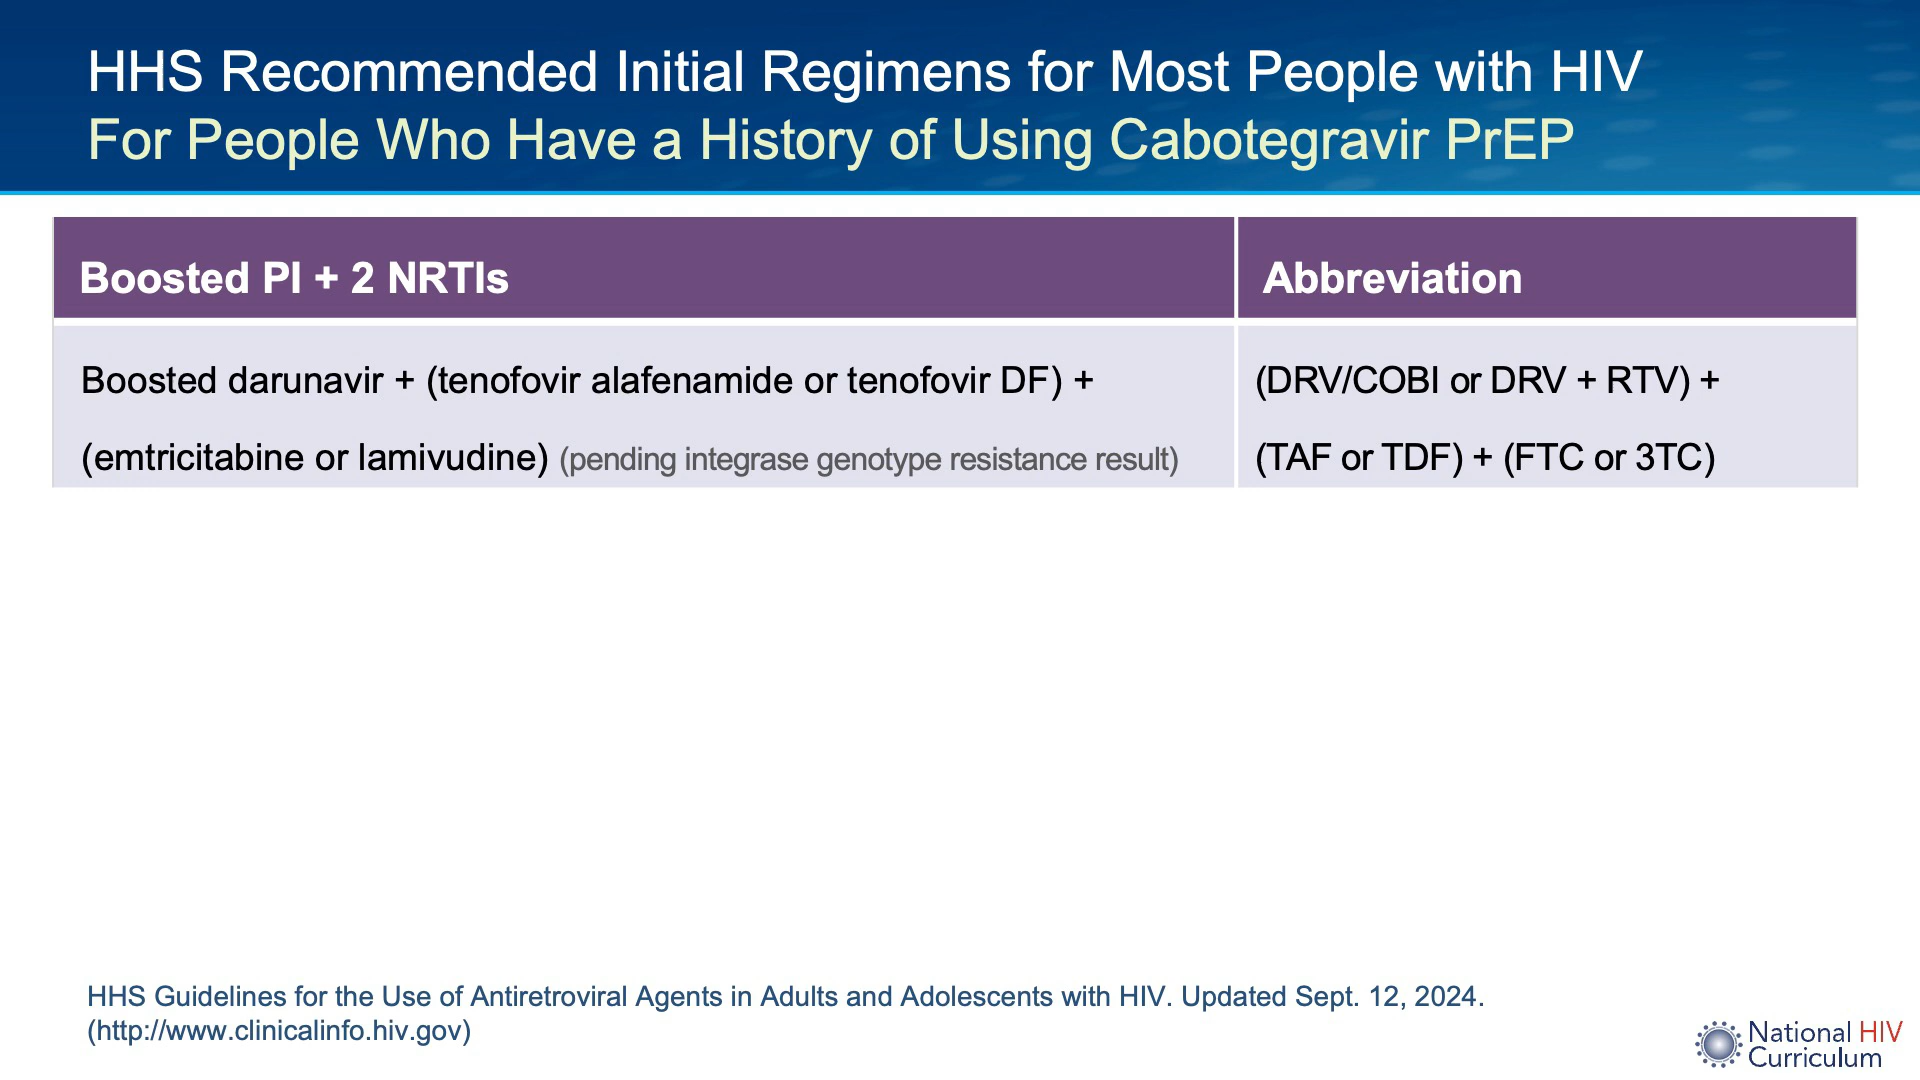 HHS Recommended Initial Regimens for Most People with HIV
For People Who Have a History of Using Cabotegravir PrEP
Boosted PI + 2 NRTIs
Abbreviation
Boosted darunavir + (tenofovir alafenamide or tenofovir DF) +
(emtricitabine or lamivudine) (pending integrase genotype resistance result)
(DRV/COBI or DRV + RTV) +
(TAF or TDF) + (FTC or 3TC)
HHS Guidelines for the Use of Antiretroviral Agents in Adults and Adolescents with HIV. Updated Sept. 12, 2024.
(http://www.clinicalinfo.hiv.gov)
National HIV
Curriculum